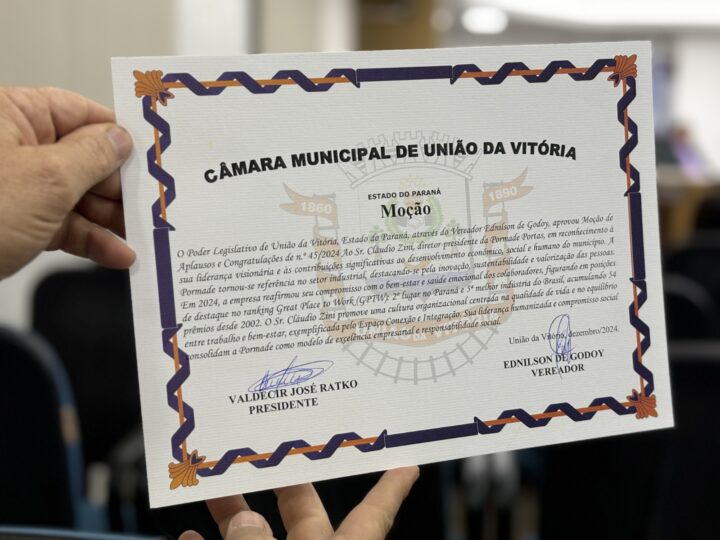 CÂMARA MUNICIPAL DE UNIÃO DA VITÓRIA
ESTADO DO PARANÁ
Moção
1860
1890
O Poder Legislativo de União da Vitória, Estado do Paraná, através do Vereador Ednilson de Godoy, aprovou Moção de
Aplausos e Congratulações de n.º 45/2024 Ao Sr. Cláudio Zini, diretor presidente da Pormade Portas, em reconhecimento à
sua liderança visionária e às contribuições significativas ao desenvolvimento econômico, social e humano do município. A
Pormade tornou-se referência no setor industrial, destacando-se pela inovação, sustentabilidade e valorização das pessoas.
Em 2024, a empresa reafirmou seu compromisso com o bem-estar e saúde emocional dos colaboradores, figurando em posições
de destaque no ranking Great Place to Work (GPTW): 2º lugar no Paraná e 5ª melhor indústria do Brasil, acumulando 54
prêmios desde 2002. O Sr. Cláudio Zini promove uma cultura organizacional centrada na qualidade de vida e no equilíbrio
entre trabalho e bem-estar, exemplificada pelo Espaço Conexão e Integração. Sua liderança humanizada e compromisso social
consolidam a Pormade como modelo de excelência empresarial e responsabilidade social.
União da Vitória, dezembro/2024.
VALDECIR JOSÉ RATKO
PRESIDENTE
EDNILSON DE GODOY
VEREADOR